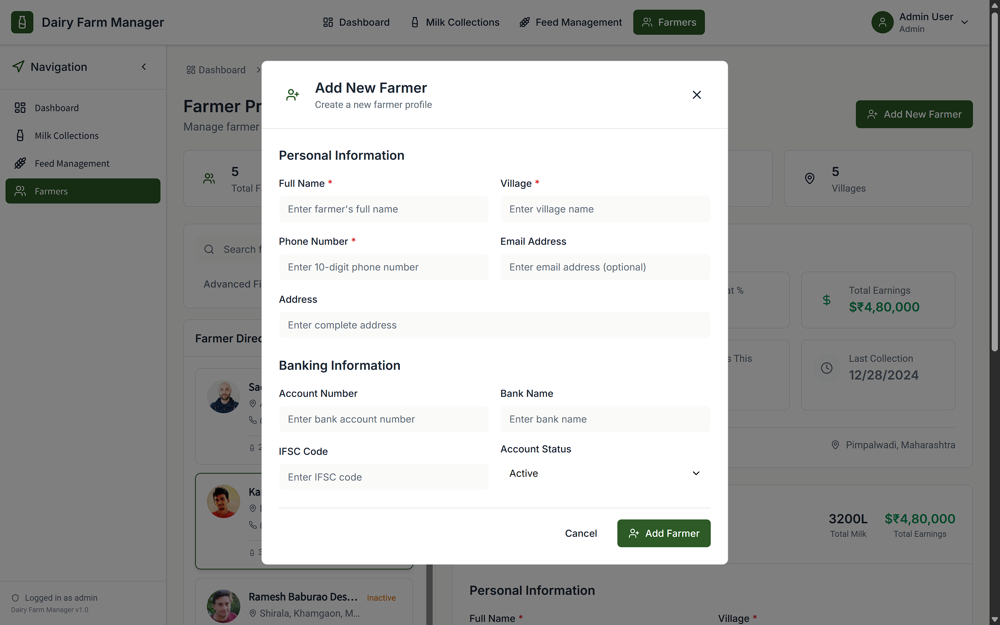 Dairy Farm Manager
Dashboard
Milk Collections
Feed Management
Farmers
Admin User
Admin
Navigation
Dashboard
Milk Collections
Feed Management
Farmers
Logged in as admin
Dairy Farm Manager v1.0
Dashboard
Farmer Pr
Manage farmer
Add New Farmer
5
Total F
5
Villages
Search f
Advanced Fi
at %
Total Earnings
$₹4,80,000
Farmer Direc
s This
Last Collection
12/28/2024
Sa
Pimpalwadi, Maharashtra
Ka
3200L
Total Milk
$₹4,80,000
Total Earnings
Ramesh Baburao Des...
Inactive
Shirala, Khamgaon, M...
Personal Information
Full Name *
Village *
Add New Farmer
Create a new farmer profile
Personal Information
Full Name *
Enter farmer's full name
Village *
Enter village name
Phone Number *
Enter 10-digit phone number
Email Address
Enter email address (optional)
Address
Enter complete address
Banking Information
Account Number
Enter bank account number
Bank Name
Enter bank name
IFSC Code
Enter IFSC code
Account Status
Active
Cancel
Add Farmer